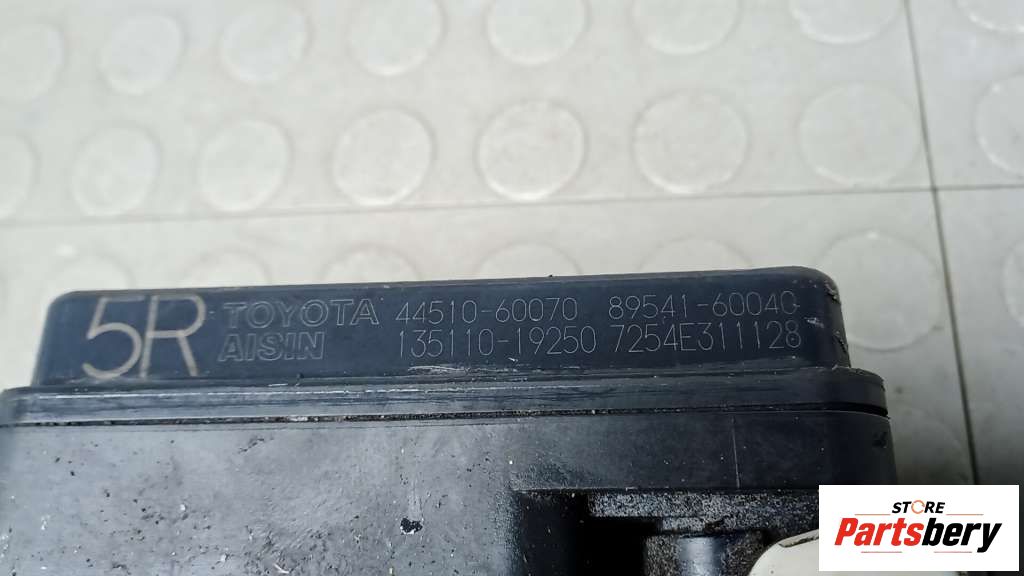 5R TOYOTA 44510-60070 89541-60040
AISIN 135110-19250 7254E311128
STORE
Partsbery